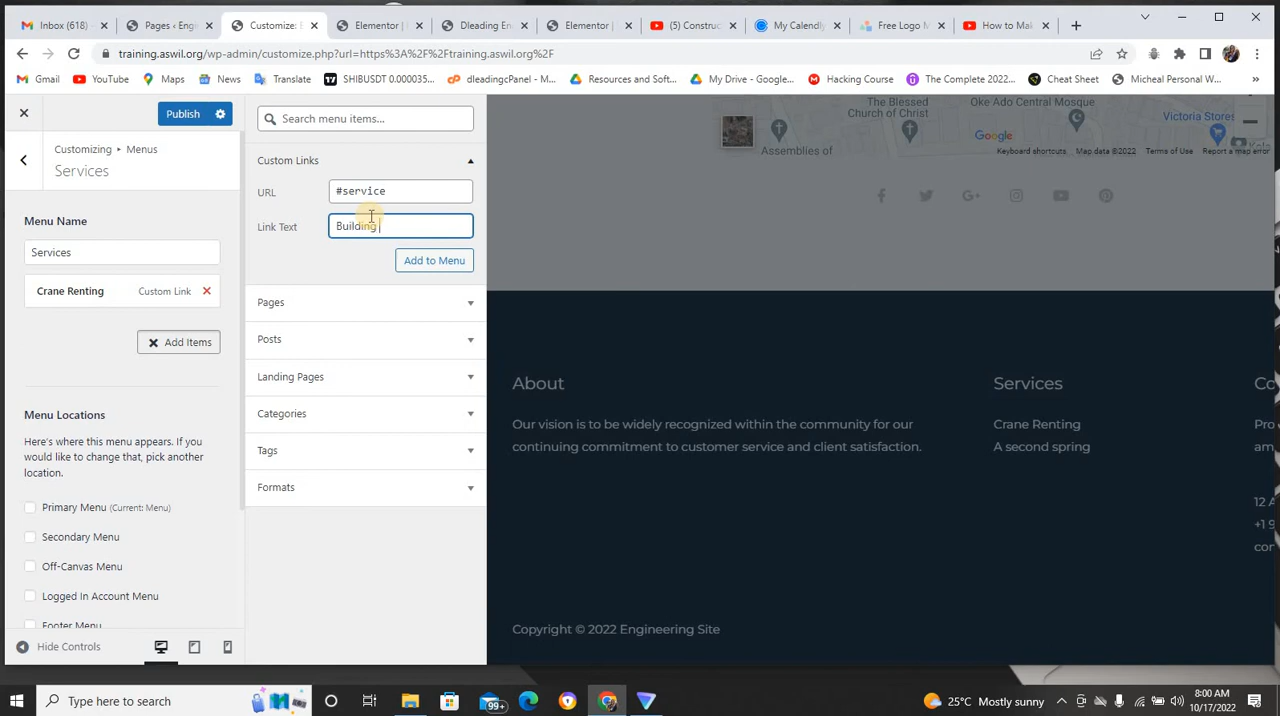 Inbox (618)
Pages ‹ Engi
Customize: E
Elementor |
Dleading En
Elementor |
(5) Construc
My Calendly
Free Logo M
How to Mak
training.aswil.org/wp-admin/customize.php?url=https%3A%2F%2Ftraining.aswil.org%2F
Gmail
YouTube
Maps
News
Translate
SHIBUSDT 0.000035...
dleadingcPanel - M...
Resources and Soft...
My Drive - Google...
Hacking Course
The Complete 2022...
Cheat Sheet
Micheal Personal W...
»
Publish
Customizing ▸ Menus
Services
Menu Name
Services
Crane Renting Custom Link
Add Items
Menu Locations
Here's where this menu appears. If you
would like to change that, pick another
location.
Primary Menu (Current: Menu)
Secondary Menu
Off-Canvas Menu
Logged In Account Menu
Footer Menu
Hide Controls
Search menu items...
Custom Links
URL #service
Link Text Building
Add to Menu
Pages
Posts
Landing Pages
Categories
Tags
Formats
The Blessed
Church of Christ
Oke Ado Central Mosque
Victoria Stores
Assemblies of
Google
Keyboard shortcuts
Map data ©2022
Terms of Use
Report a map error
About
Our vision is to be widely recognized within the community for our
continuing commitment to customer service and client satisfaction.
Services
Crane Renting
A second spring
Co
Pro
am
12 A
+1 9
con
Copyright © 2022 Engineering Site
Type here to search
99+
25°C Mostly sunny
8:00 AM
10/17/2022